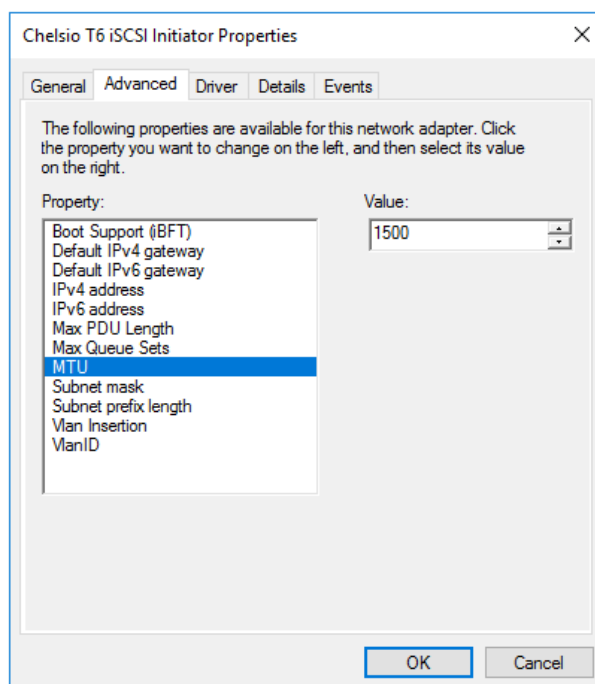 Chelsio T6 iSCSI Initiator Properties
General Advanced Driver Details Events
The following properties are available for this network adapter. Click
the property you want to change on the left, and then select its value
on the right.
Property: Value:
Boot Support (iBFT) 1500
Default IPv4 gateway
Default IPv6 gateway
IPv4 address
IPv6 address
Max PDU Length
Max Queue Sets
MTU
Subnet mask
Subnet prefix length
Vlan Insertion
VlanID
OK Cancel